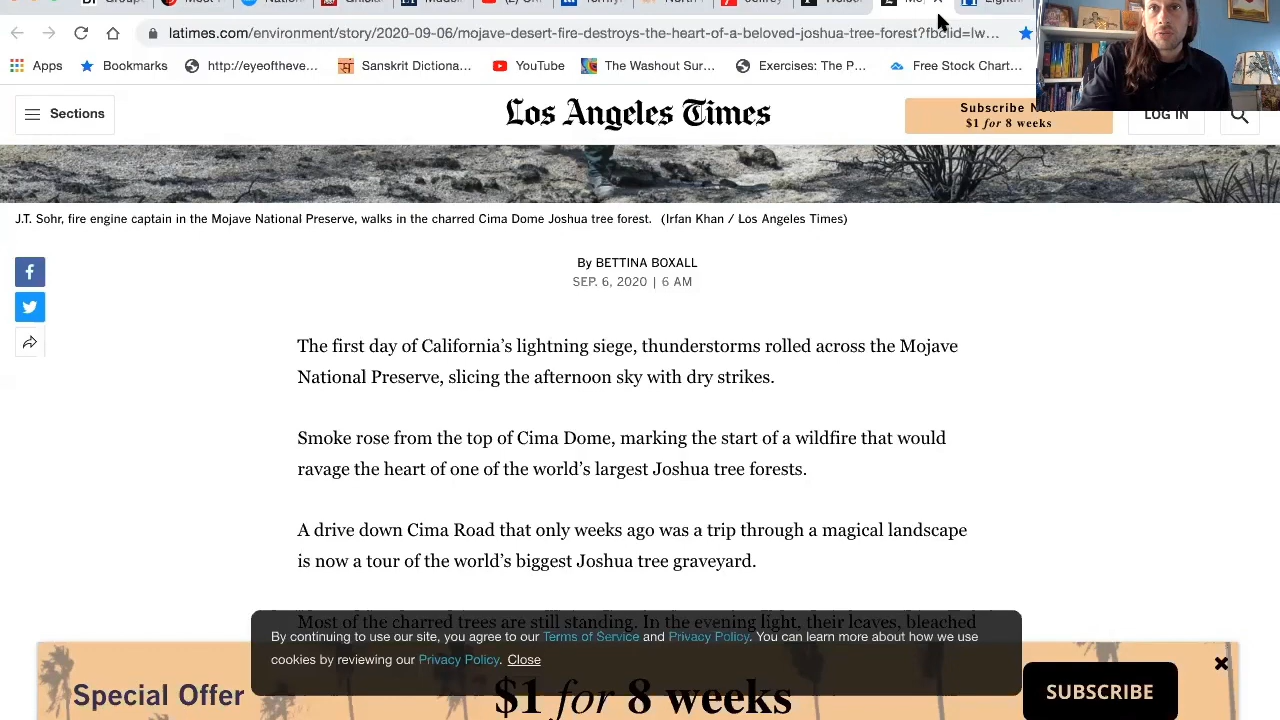 latimes.com/environment/story/2020-09-06/mojave-desert-fire-destroys-the-heart-of-a-beloved-joshua-tree-forest?fbclid=Iw...
Apps Bookmarks http://eyeoftheve... Sanskrit Dictiona... YouTube The Washout Sur... Exercises: The P... Free Stock Chart...
Sections
Los Angeles Times
Subscribe
$1 for 8 weeks
LOG IN
J.T. Sohr, fire engine captain in the Mojave National Preserve, walks in the charred Cima Dome Joshua tree forest. (Irfan Khan / Los Angeles Times)
By BETTINA BOXALL
SEP. 6, 2020 | 6 AM
The first day of California’s lightning siege, thunderstorms rolled across the Mojave
National Preserve, slicing the afternoon sky with dry strikes.
Smoke rose from the top of Cima Dome, marking the start of a wildfire that would
ravage the heart of one of the world’s largest Joshua tree forests.
A drive down Cima Road that only weeks ago was a trip through a magical landscape
is now a tour of the world’s biggest Joshua tree graveyard.
Most of the charred trees are still standing. In the evening light, their leaves, bleached
By continuing to use our site, you agree to our Terms of Service and Privacy Policy. You can learn more about how we
use cookies by reviewing our Privacy Policy. Close
Special Offer
$1 for 8 weeks
SUBSCRIBE